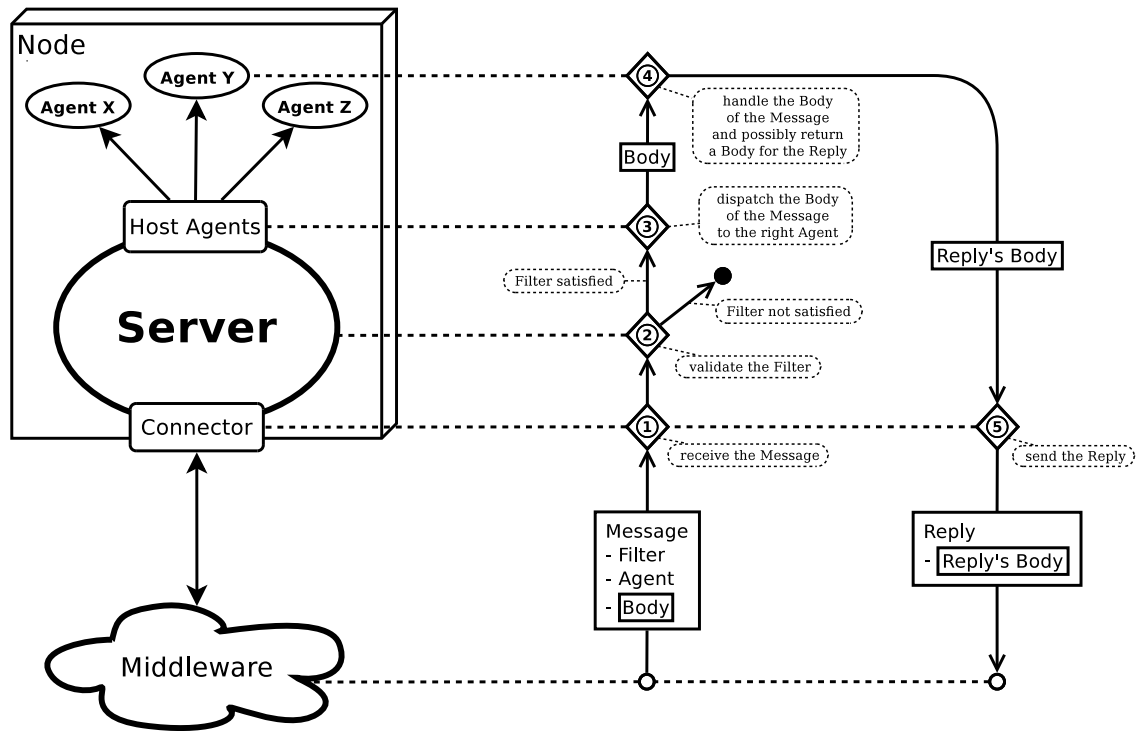 Node
Agent Y
Agent X
Agent Z
Host Agents
Server
Connector
Middleware
4
handle the Body
of the Message
and possibly return
a Body for the Reply
Body
3
dispatch the Body
of the Message
to the right Agent
Filter satisfied
Filter not satisfied
2
validate the Filter
1
receive the Message
Message
- Filter
- Agent
- Body
Reply's Body
5
send the Reply
Reply
- Reply's Body